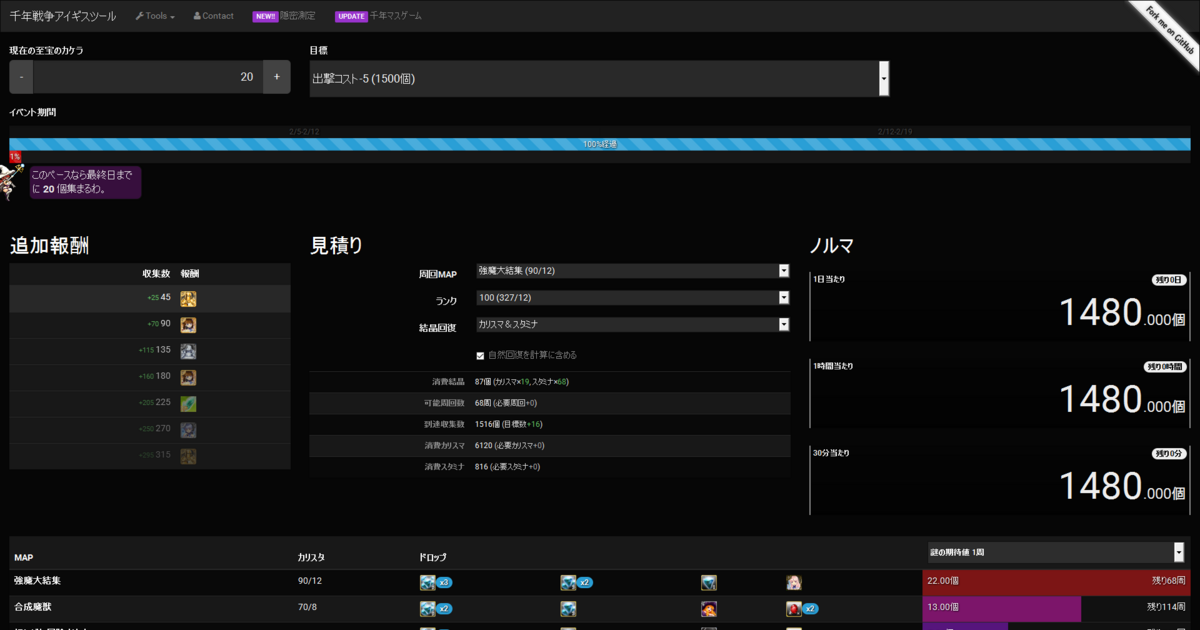 千年戦争アイギスツール Tools Contact NEW!! 隠密測定 UPDATE 千年マスゲーム
Fork me on GitHub
現在の至宝のカケラ 目標
- 20 + 出撃コスト-5 (1500個)
イベント期間
2/5-2/12 2/12-2/19
100%経過
1%
このペースなら最終日まで
に 20 個集まるわ。
追加報酬 見積り ノルマ
収集数 報酬
+25 45
+70 90
+115 135
+160 180
+205 225
+250 270
+295 315
周回MAP 強魔大結集 (90/12)
ランク 100 (327/12)
結晶回復 カリスマ＆スタミナ
自然回復を計算に含める
消費結晶 87個 (カリスマ×19, スタミナ×68)
可能周回数 68周 (必要周回+0)
到達収集数 1516個 (目標数+16)
消費カリスマ 6120 (必要カリスマ+0)
消費スタミナ 816 (必要スタミナ+0)
1日当たり 残り0日
1480.000個
1時間当たり 残り0時間
1480.000個
30分当たり 残り0分
1480.000個
MAP カリスタ ドロップ 謎の期待値 1周
強魔大結集 90/12 x3 x2 22.00個 残り68周
合成魔獣 70/8 x2 x2 13.00個 残り114周